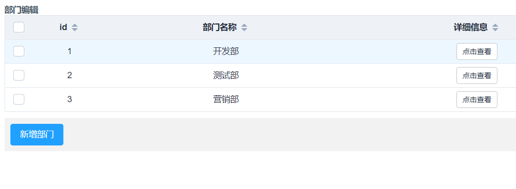 部门编辑
id 部门名称 详细信息
1 开发部 点击查看
2 测试部 点击查看
3 营销部 点击查看
新增部门